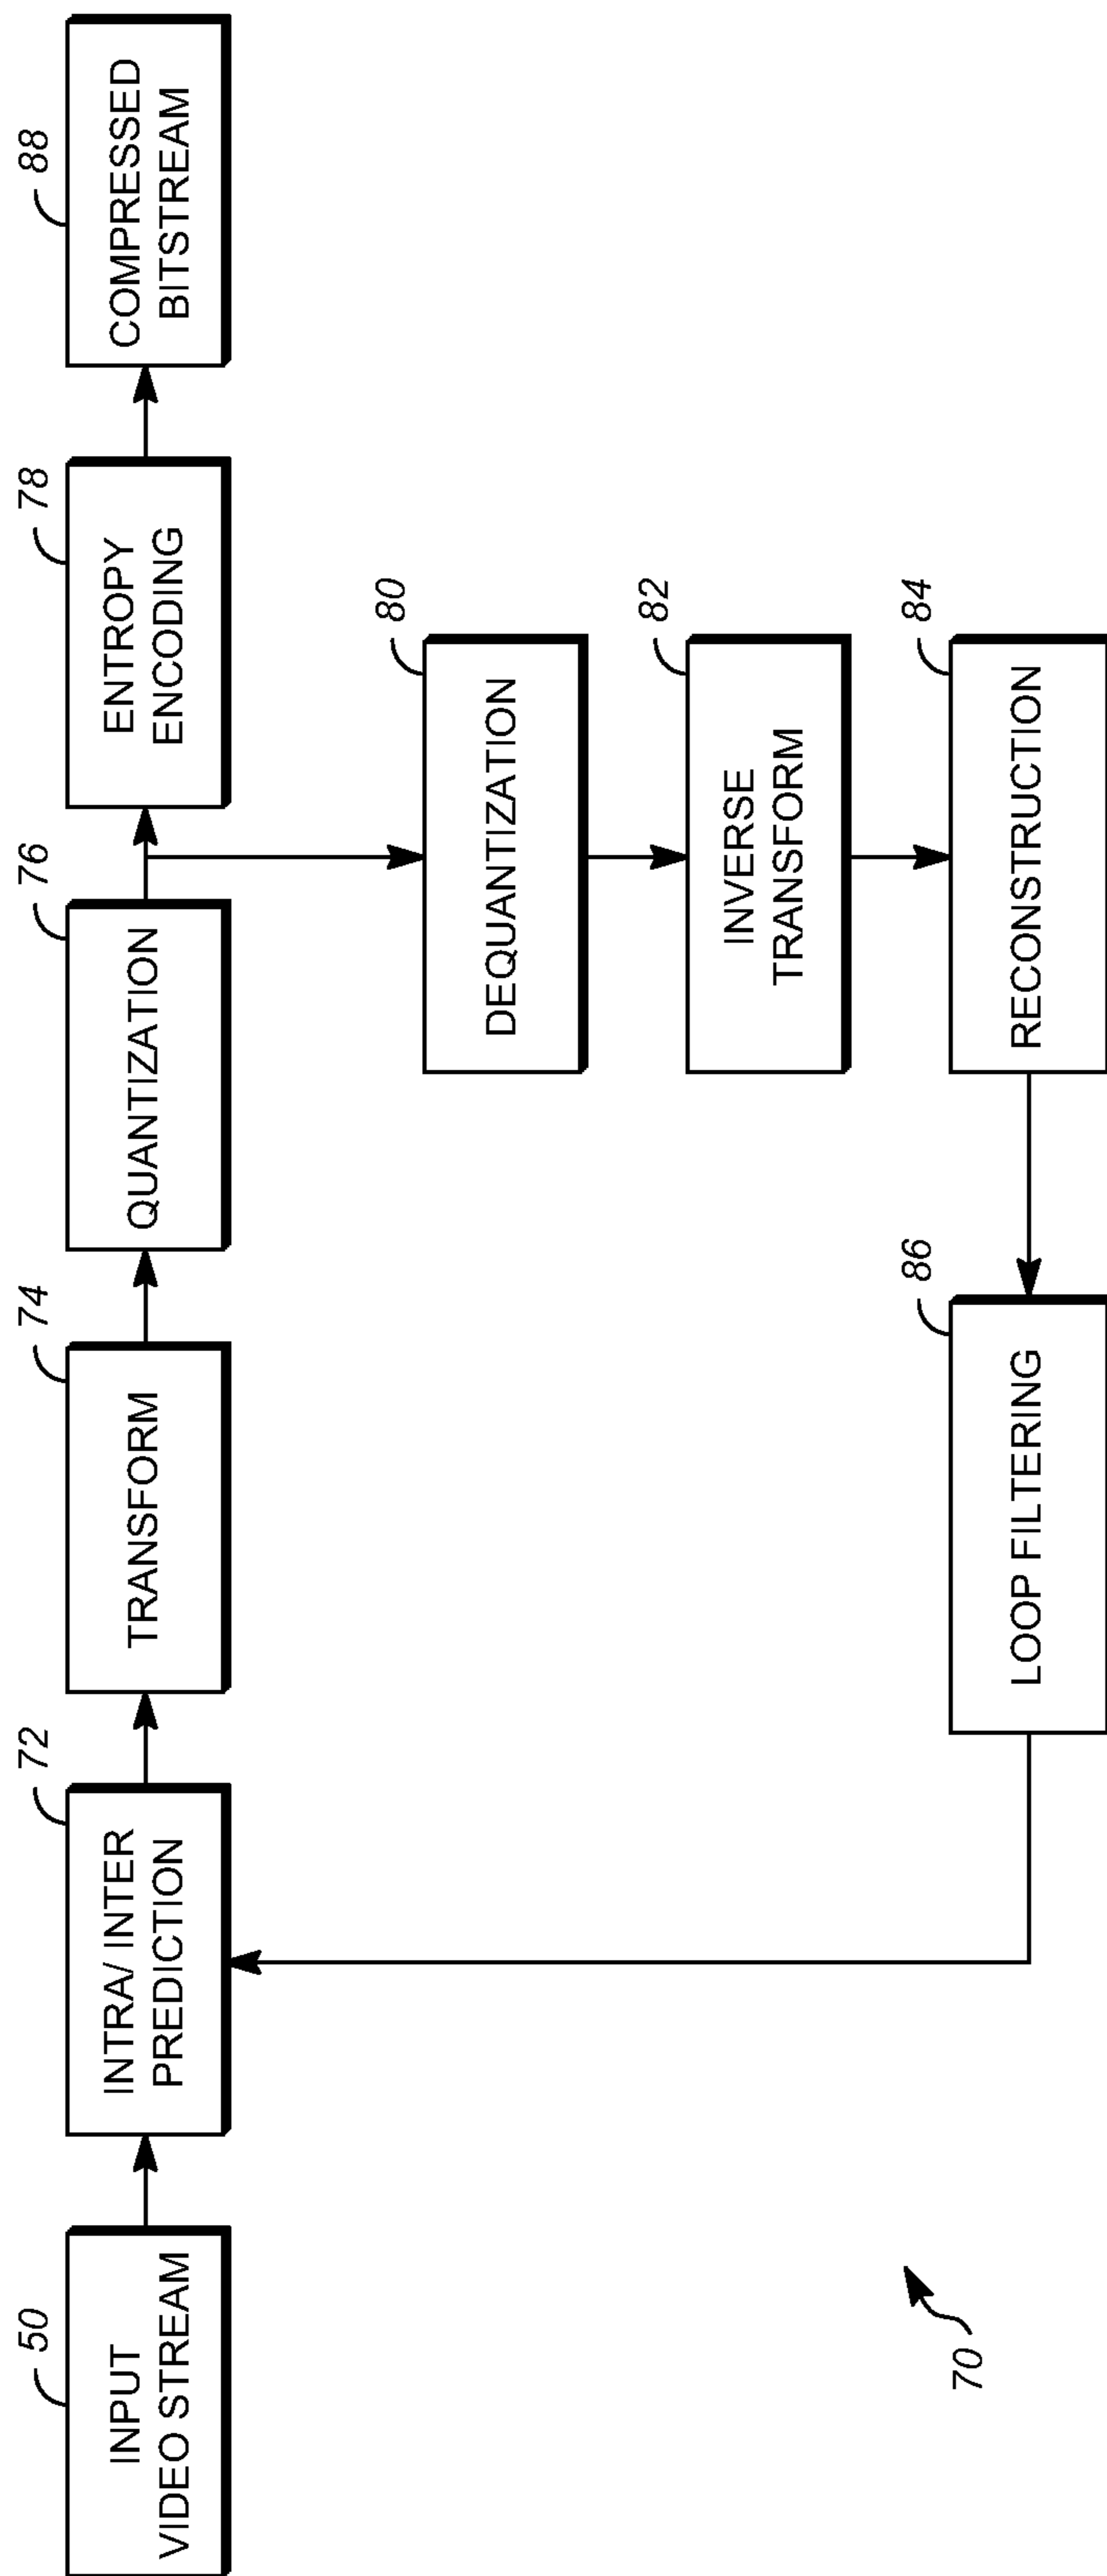 50
INPUT
VIDEO STREAM
72
INTRA/ INTER
PREDICTION
74
TRANSFORM
76
QUANTIZATION
78
ENTROPY
ENCODING
88
COMPRESSED
BITSTREAM
80
DEQUANTIZATION
82
INVERSE
TRANSFORM
84
RECONSTRUCTION
86
LOOP FILTERING
70